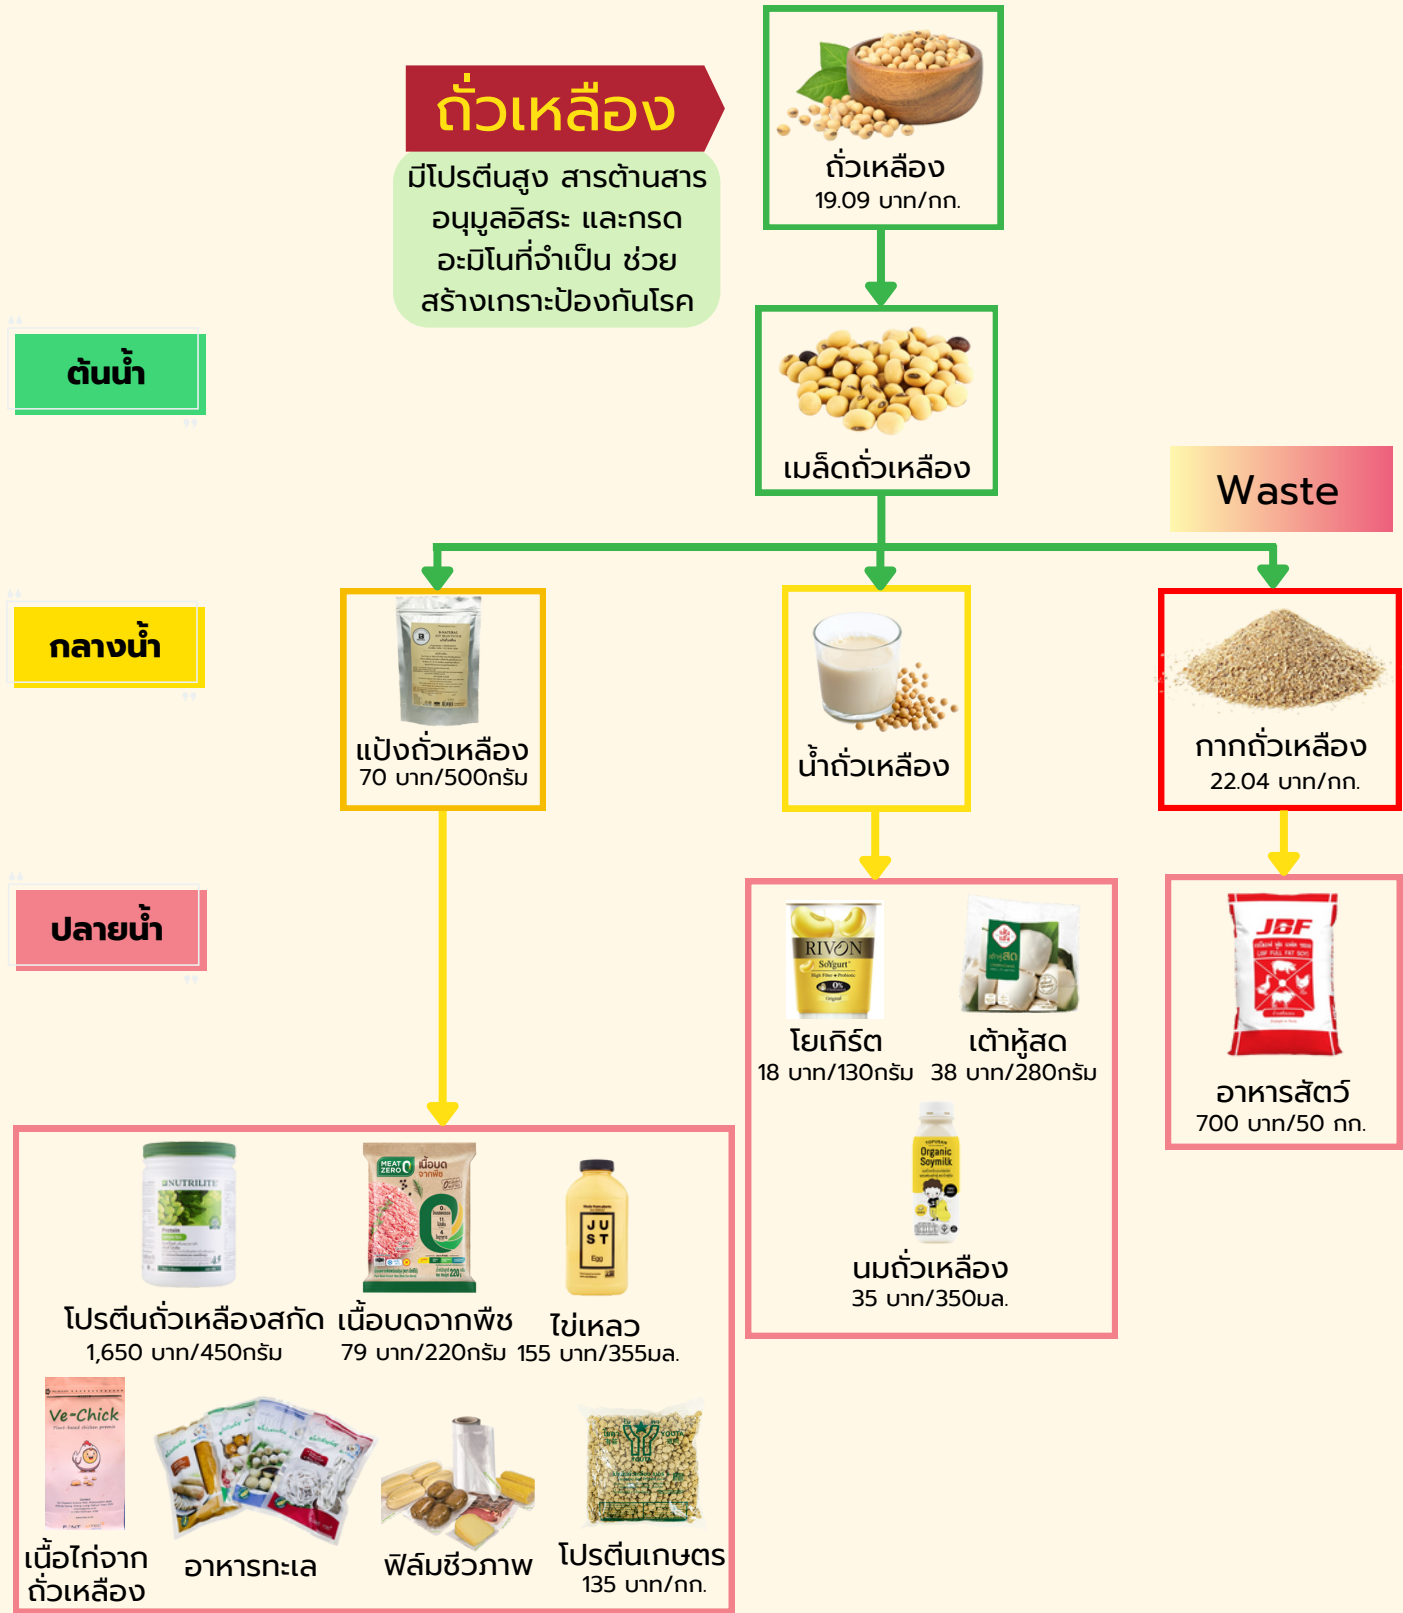 ถั่วเหลือง
มีโปรตีนสูง สารต้านสาร
อนุมูลอิสระ และกรด
อะมิโนที่จำเป็น ช่วย
สร้างเกราะป้องกันโรค
ถั่วเหลือง
19.09 บาท/กก.
ต้นน้ำ
เมล็ดถั่วเหลือง
Waste
กลางน้ำ
แป้งถั่วเหลือง
70 บาท/500กรัม
น้ำถั่วเหลือง
กากถั่วเหลือง
22.04 บาท/กก.
ปลายน้ำ
RIVON
SoYgurt
High Fiber + Probiotic
0%
Original
โยเกิร์ต
18 บาท/130กรัม
สด
เต้าหู้สด
38 บาท/280กรัม
Organic
Soymilk
นมถั่วเหลือง
35 บาท/350มล.
JBF
อาหารสัตว์
700 บาท/50 กก.
NUTRILITE
Protein
โปรตีนถั่วเหลืองสกัด
1,650 บาท/450กรัม
MEAT
ZERO
เนื้อบด
จากพืช
220
เนื้อบดจากพืช
79 บาท/220กรัม
JU
ST
Egg
ไข่เหลว
155 บาท/355มล.
Ve-Chick
Plant-based chicken protein
เนื้อไก่จาก
ถั่วเหลือง
อาหารทะเล
ฟิล์มชีวภาพ
YOUTA
โปรตีนเกษตร
135 บาท/กก.